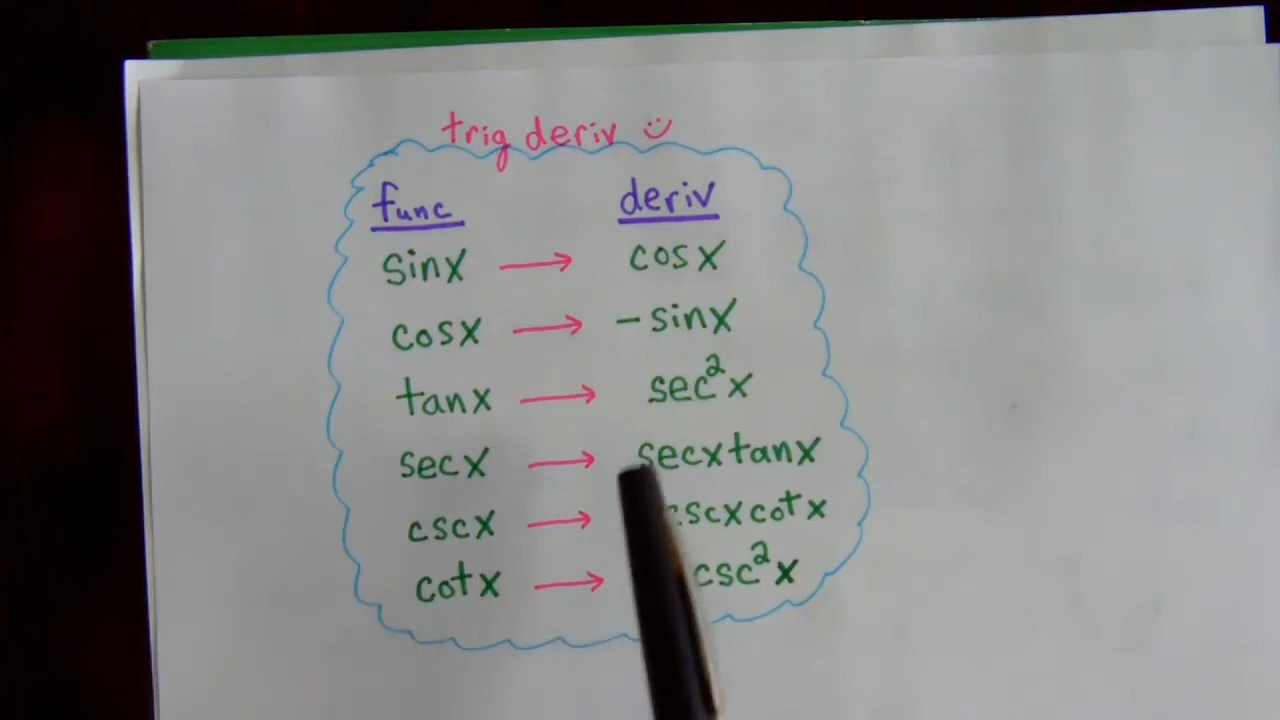 trig deriv
func deriv
sinx → cosx
cosx → -sinx
tanx → sec²x
secx → secxtanx
cscx → cscxcotx
cotx → csc²x